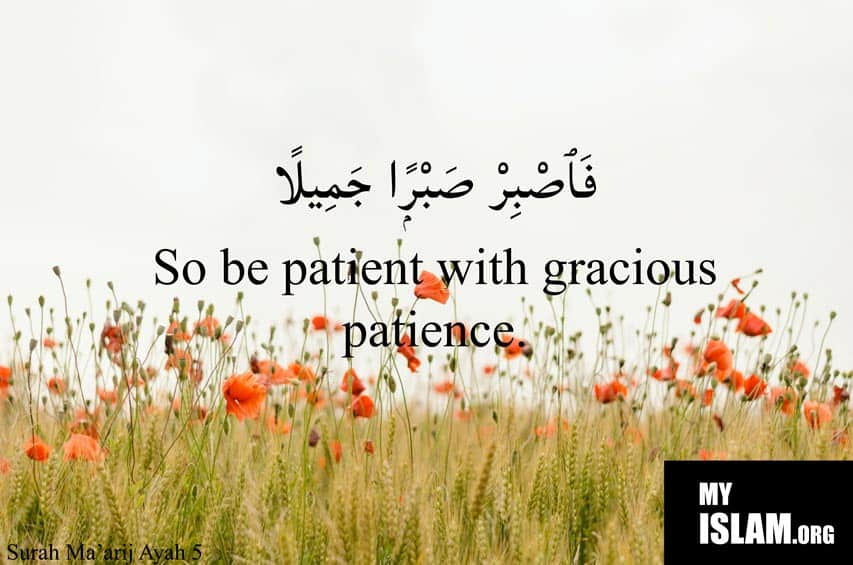 فَٱصْبِرْ صَبْرًۭا جَمِيلًا
So be patient with gracious
patience.
MY
ISLAM.ORG
Surah Ma’arij Ayah 5